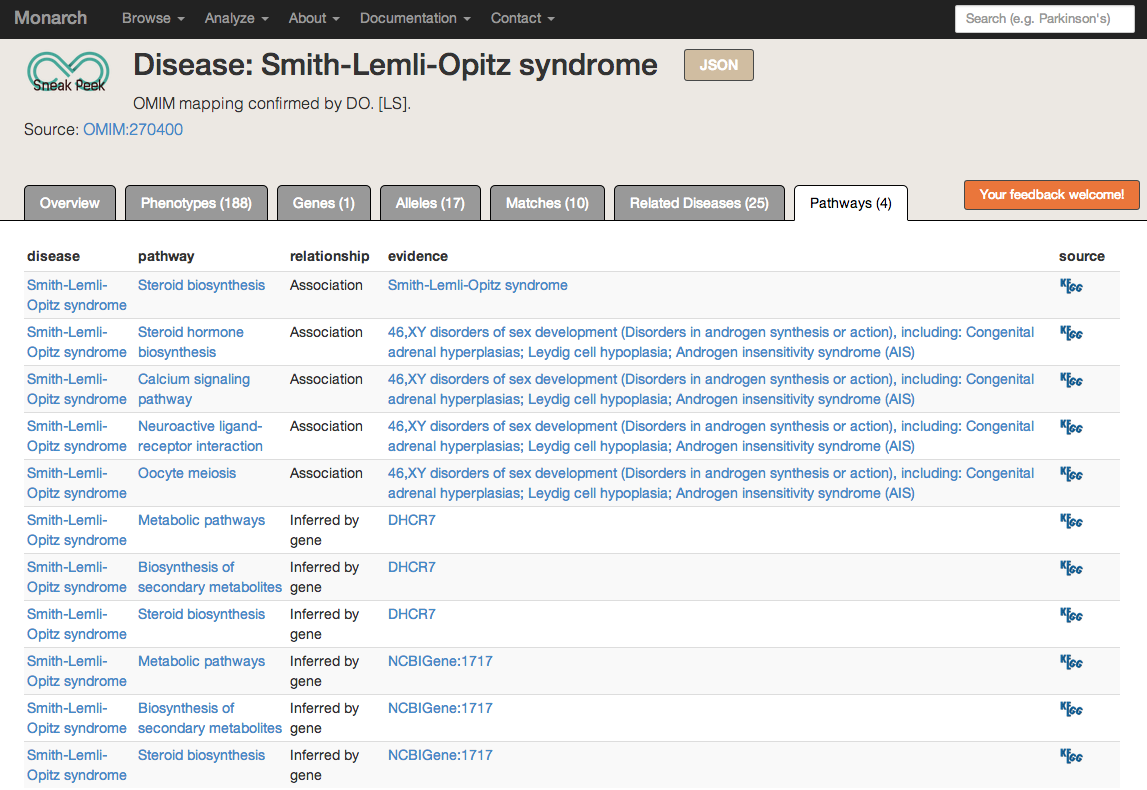 Monarch Browse Analyze About Documentation Contact Search (e.g. Parkinson's)
Sneak Peek
Disease: Smith-Lemli-Opitz syndrome JSON
OMIM mapping confirmed by DO. [LS].
Source: OMIM:270400
Overview Phenotypes (188) Genes (1) Alleles (17) Matches (10) Related Diseases (25) Pathways (4) Your feedback welcome!
disease pathway relationship evidence source
Smith-Lemli- Steroid biosynthesis Association Smith-Lemli-Opitz syndrome KEGG
Opitz syndrome
Smith-Lemli- Steroid hormone Association 46,XY disorders of sex development (Disorders in androgen synthesis or action), including: Congenital KEGG
Opitz syndrome biosynthesis adrenal hyperplasias; Leydig cell hypoplasia; Androgen insensitivity syndrome (AIS)
Smith-Lemli- Calcium signaling Association 46,XY disorders of sex development (Disorders in androgen synthesis or action), including: Congenital KEGG
Opitz syndrome pathway adrenal hyperplasias; Leydig cell hypoplasia; Androgen insensitivity syndrome (AIS)
Smith-Lemli- Neuroactive ligand- Association 46,XY disorders of sex development (Disorders in androgen synthesis or action), including: Congenital KEGG
Opitz syndrome receptor interaction adrenal hyperplasias; Leydig cell hypoplasia; Androgen insensitivity syndrome (AIS)
Smith-Lemli- Oocyte meiosis Association 46,XY disorders of sex development (Disorders in androgen synthesis or action), including: Congenital KEGG
Opitz syndrome adrenal hyperplasias; Leydig cell hypoplasia; Androgen insensitivity syndrome (AIS)
Smith-Lemli- Metabolic pathways Inferred by DHCR7 KEGG
Opitz syndrome gene
Smith-Lemli- Biosynthesis of Inferred by DHCR7 KEGG
Opitz syndrome secondary metabolites gene
Smith-Lemli- Steroid biosynthesis Inferred by DHCR7 KEGG
Opitz syndrome gene
Smith-Lemli- Metabolic pathways Inferred by NCBIGene:1717 KEGG
Opitz syndrome gene
Smith-Lemli- Biosynthesis of Inferred by NCBIGene:1717 KEGG
Opitz syndrome secondary metabolites gene
Smith-Lemli- Steroid biosynthesis Inferred by NCBIGene:1717 KEGG
Opitz syndrome gene